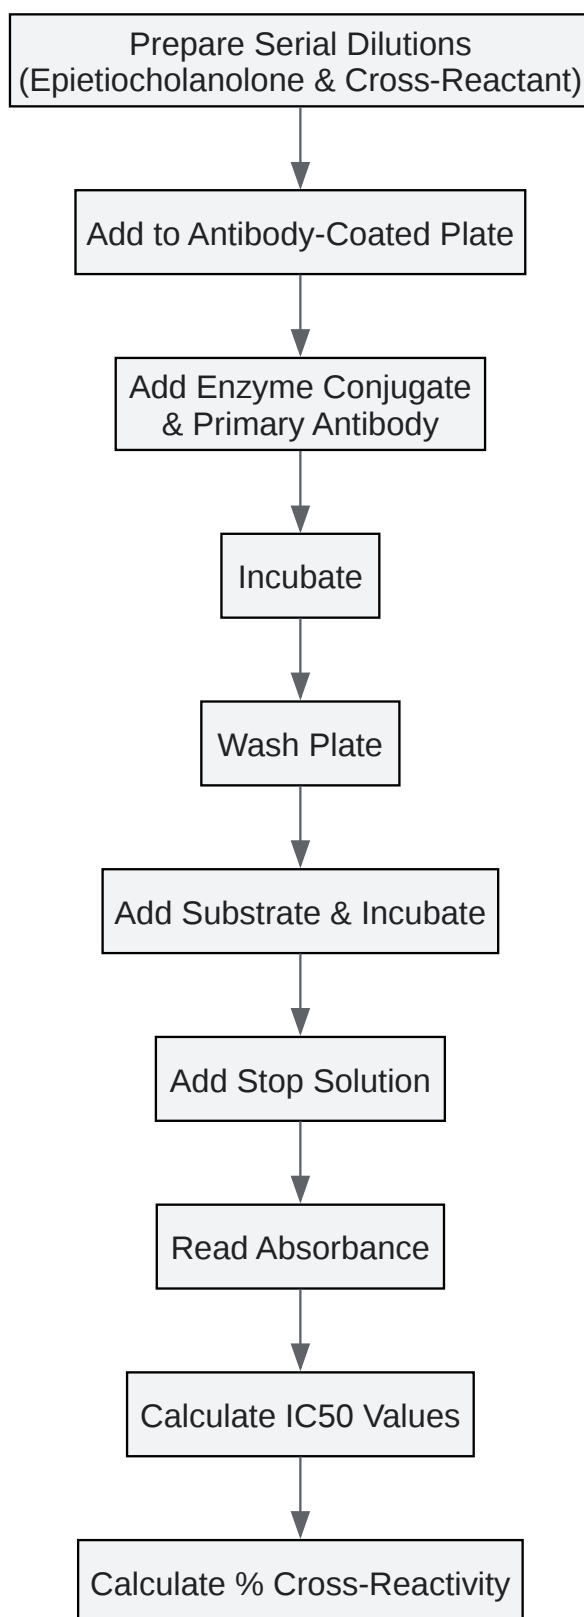 Prepare Serial Dilutions
(Epietiocholanolone & Cross-Reactant)
Add to Antibody-Coated Plate
Add Enzyme Conjugate
& Primary Antibody
Incubate
Wash Plate
Add Substrate & Incubate
Add Stop Solution
Read Absorbance
Calculate IC50 Values
Calculate % Cross-Reactivity